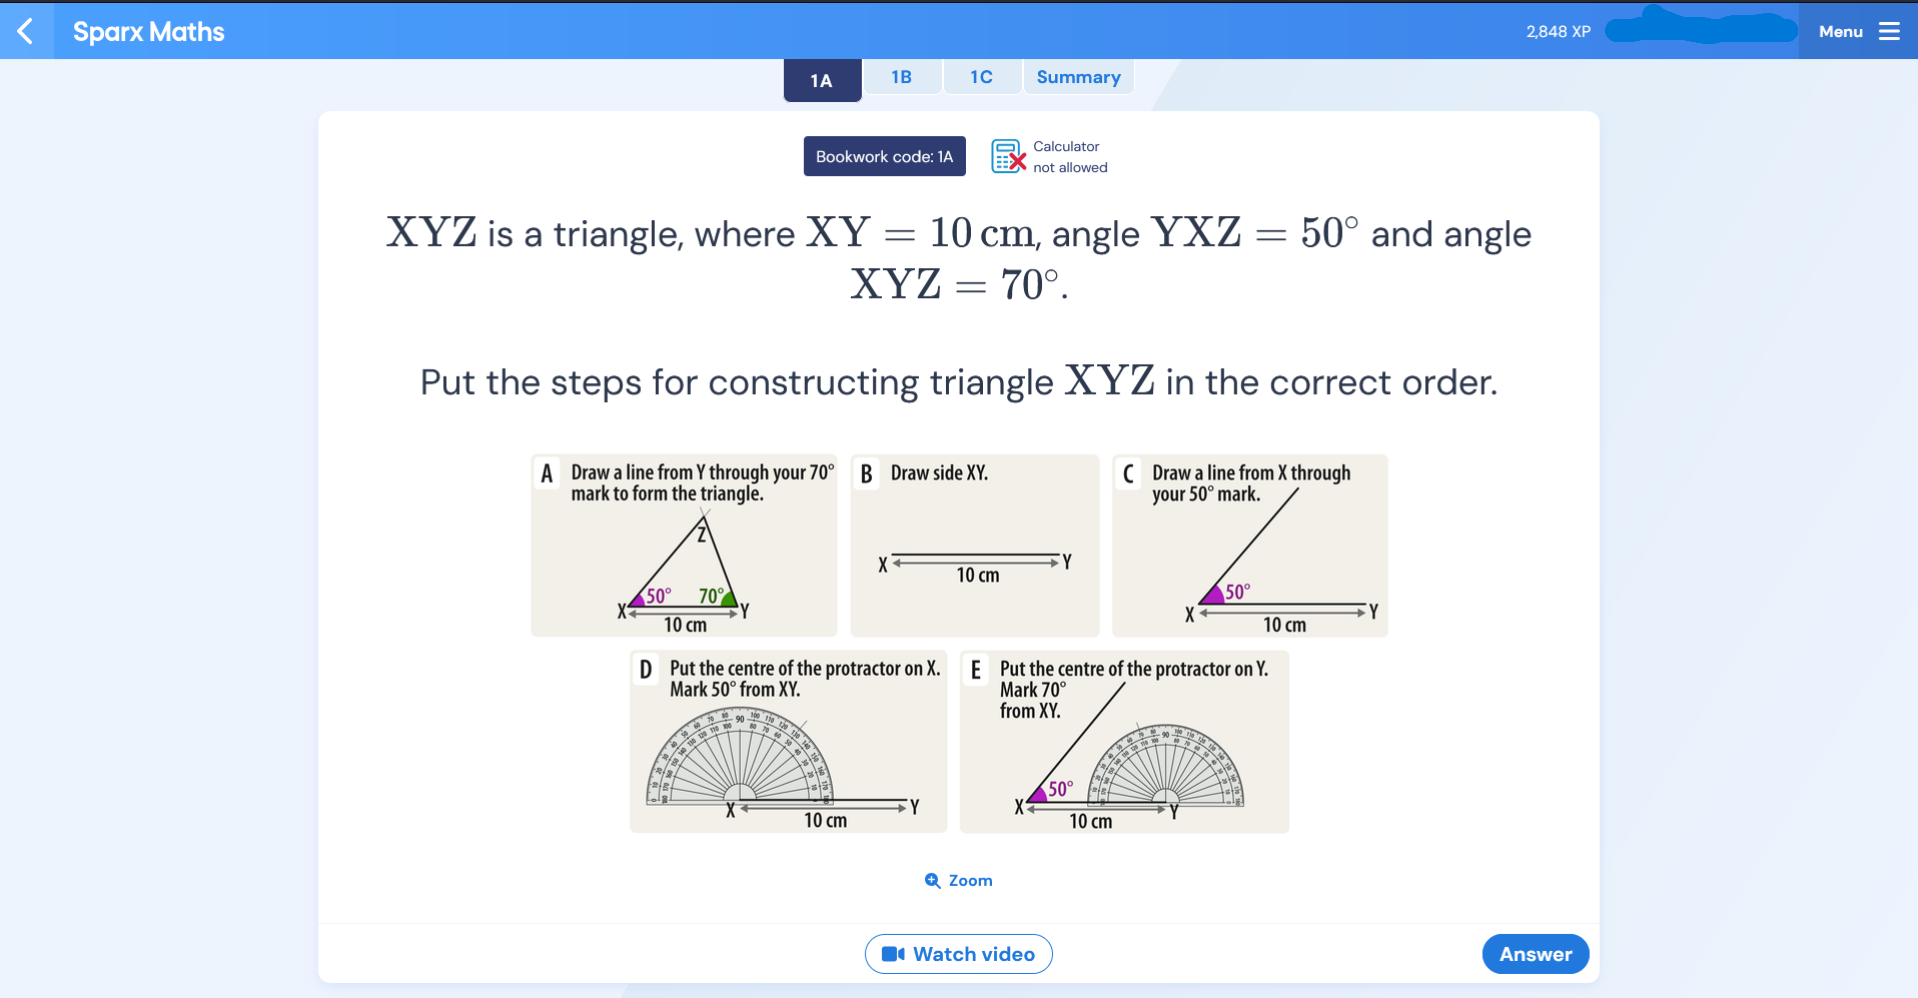 Sparx Maths
2,848 XP
Menu
1A
1B
1C
Summary
Bookwork code: 1A
Calculator
not allowed
XYZ is a triangle, where XY = 10 cm, angle YXZ = 50° and angle
XYZ = 70°.
Put the steps for constructing triangle XYZ in the correct order.
A Draw a line from Y through your 70°
mark to form the triangle.
Z
50° 70°
X Y
10 cm
B Draw side XY.
X Y
10 cm
C Draw a line from X through
your 50° mark.
50°
X Y
10 cm
D Put the centre of the protractor on X.
Mark 50° from XY.
90
X Y
10 cm
E Put the centre of the protractor on Y.
Mark 70°
from XY.
90
50°
X Y
10 cm
Zoom
Watch video
Answer